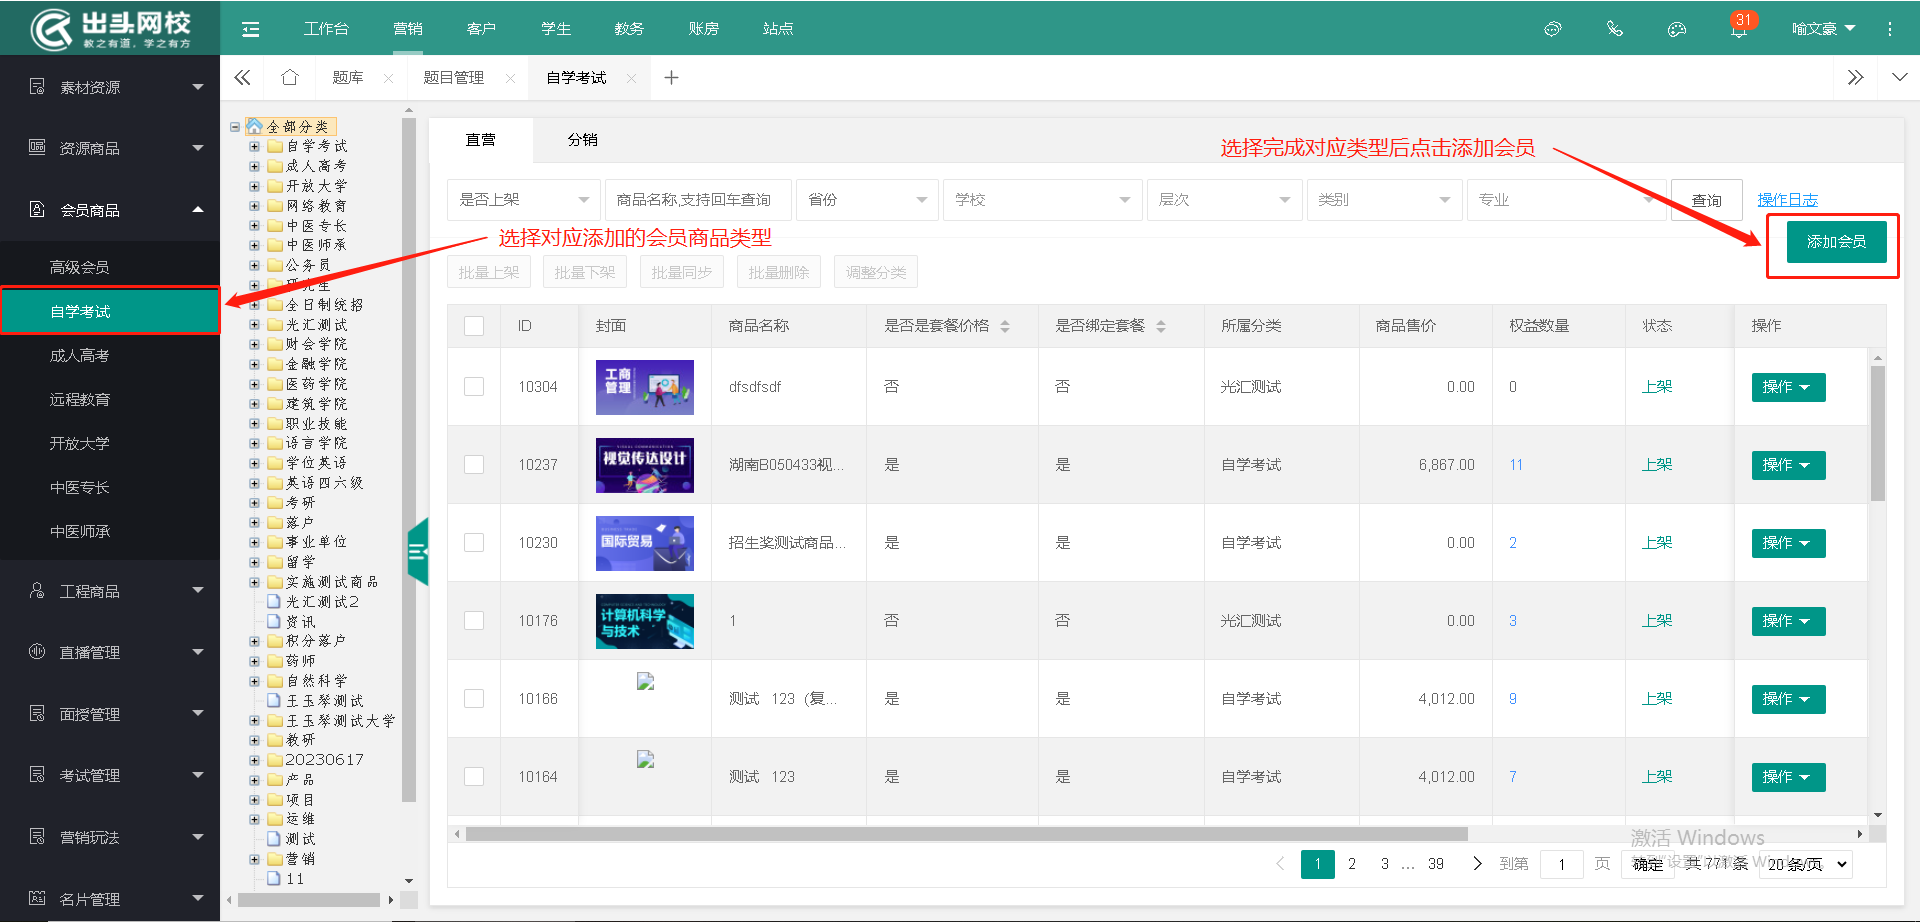 出头网校
教之有道，学之有方
工作台 营销 客户 学生 教务 账房 站点
31
喻文豪
题库 题目管理 自学考试
素材资源
资源商品
会员商品
高级会员
自学考试
成人高考
远程教育
开放大学
中医专长
中医师承
工程商品
直播管理
面授管理
考试管理
营销玩法
名片管理
全部分类
自学考试
成人高考
开放大学
网络教育
中医专长
中医师承
公务员
研究生
全日制统招
光汇测试
财会学院
金融学院
医药学院
建筑学院
职业技能
语言学院
学位英语
英语四六级
考研
落户
事业单位
留学
实施测试商品
光汇测试2
资讯
积分落户
药师
自然科学
王玉琴测试
王玉琴测试大学
教研
20230617
产品
项目
运维
测试
营销
11
直营 分销
选择完成对应类型后点击添加会员
是否上架 商品名称,支持回车查询 省份 学校 层次 类别 专业 查询 操作日志
选择对应添加的会员商品类型
添加会员
批量上架 批量下架 批量同步 批量删除 调整分类
ID 封面 商品名称 是否是套餐价格 是否绑定套餐 所属分类 商品售价 权益数量 状态 操作
10304 工商管理 dfsdfsdf 否 否 光汇测试 0.00 0 上架 操作
10237 视觉传达设计 湖南B050433视... 是 是 自学考试 6,867.00 11 上架 操作
10230 国际贸易 招生奖测试商品... 是 是 自学考试 0.00 2 上架 操作
10176 计算机科学与技术 1 否 否 光汇测试 0.00 3 上架 操作
10166 测试 123（复... 是 是 自学考试 4,012.00 9 上架 操作
10164 测试 123 是 是 自学考试 4,012.00 7 上架 操作
激活 Windows
1 2 3 ... 39 到第 1 页 确定 共 771 条 20 条/页